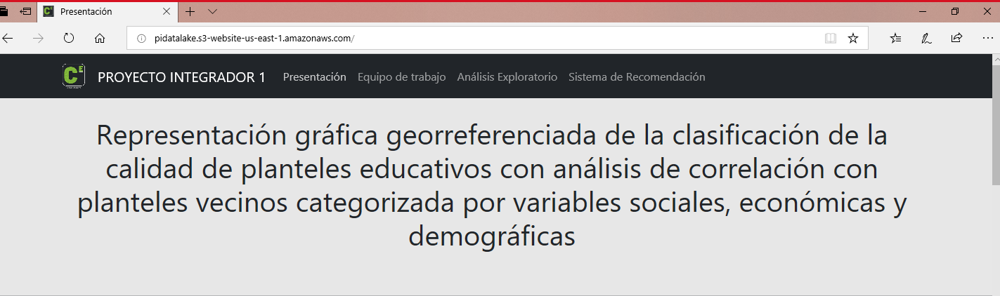 Presentación
pidatalake.s3-website-us-east-1.amazonaws.com/
CE
PROYECTO INTEGRADOR 1 Presentación Equipo de trabajo Análisis Exploratorio Sistema de Recomendación
Representación gráfica georreferenciada de la clasificación de la
calidad de planteles educativos con análisis de correlación con
planteles vecinos categorizada por variables sociales, económicas y
demográficas